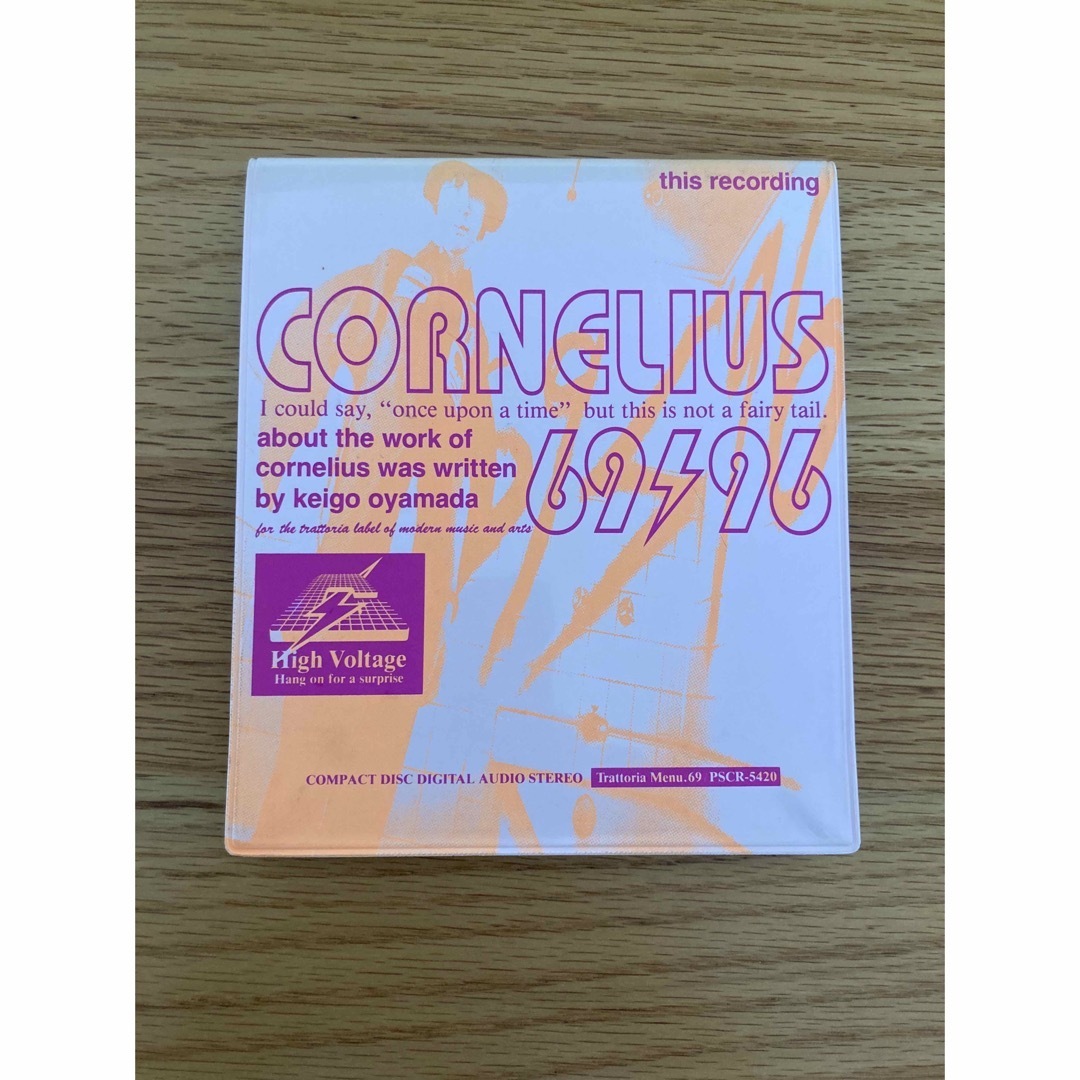 this recording
CORNELIUS
I could say, “once upon a time” but this is not a fairy tail.
about the work of
cornelius was written
by keigo oyamada
69 96
for the trattoria label of modern music and arts
High Voltage
Hang on for a surprise
COMPACT DISC DIGITAL AUDIO STEREO Trattoria Menu.69 PSCR-5420